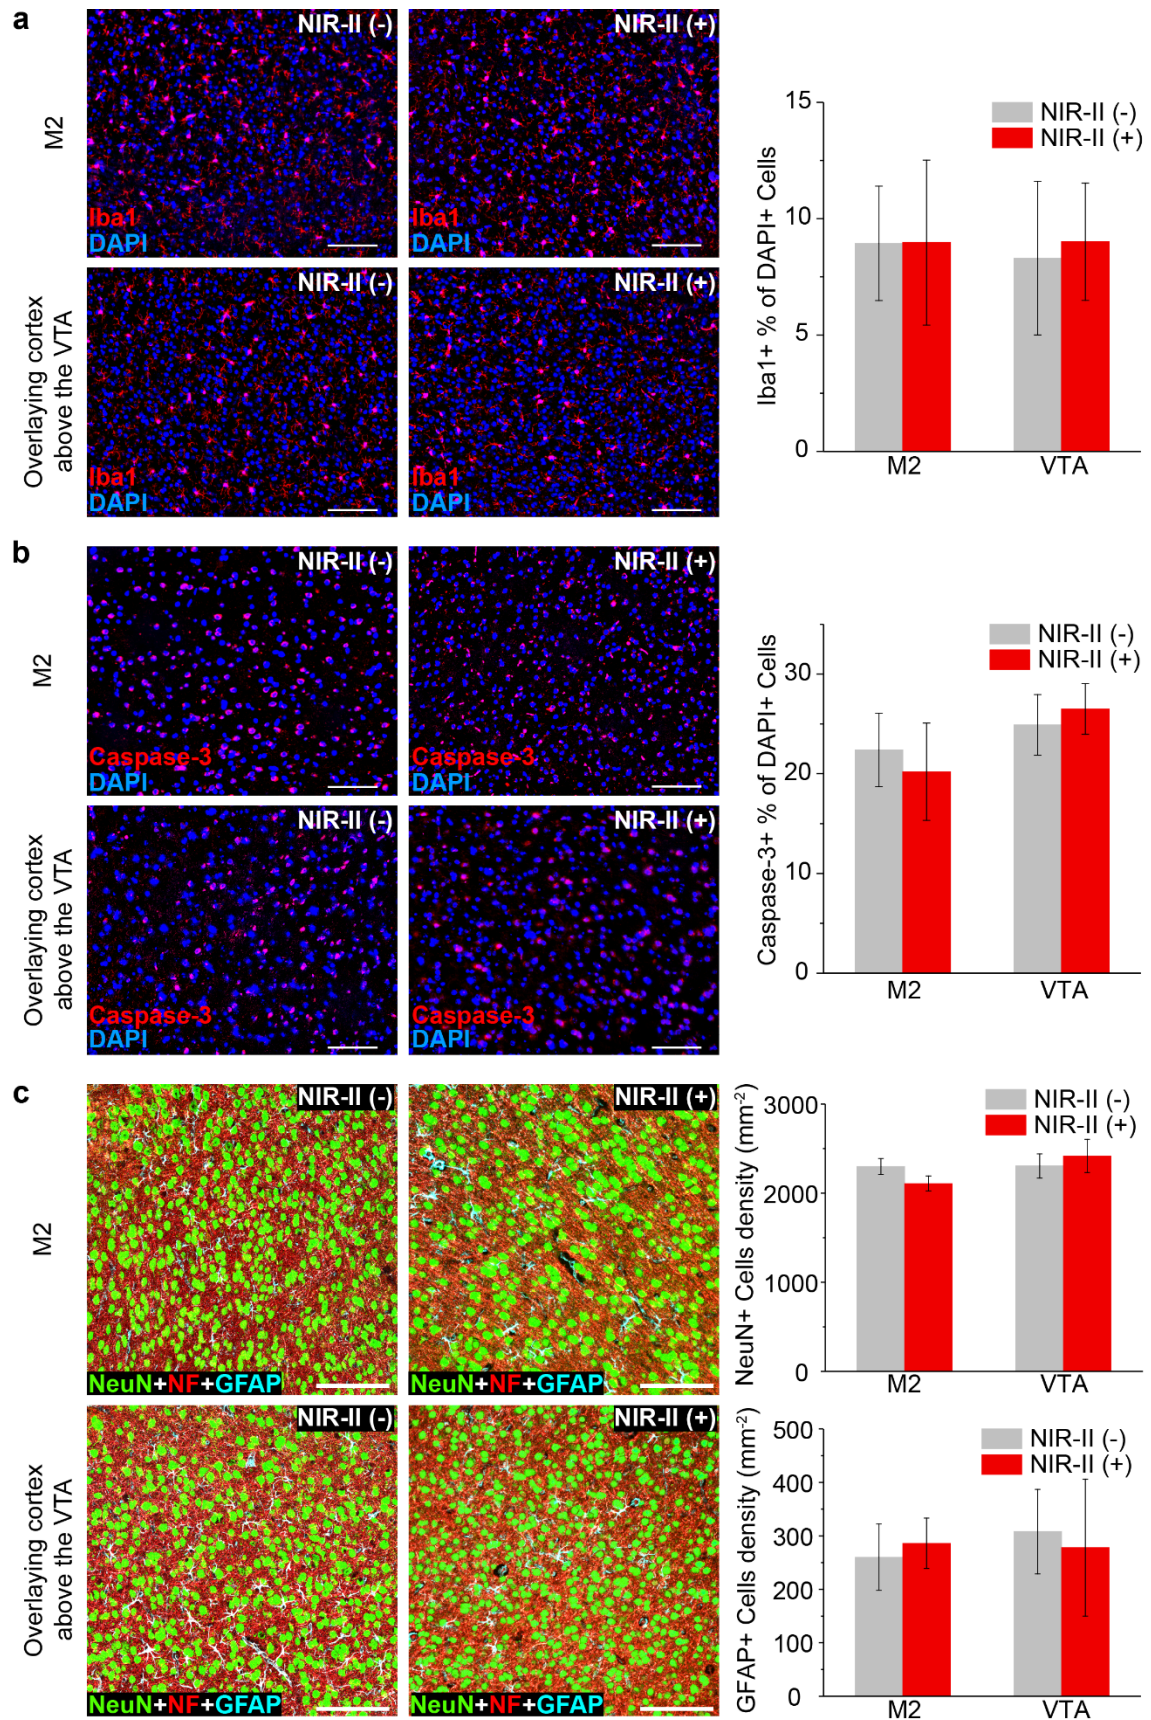 a
M2
NIR-II (-)
Iba1
DAPI
NIR-II (+)
Iba1
DAPI
Overlaying cortex
above the VTA
NIR-II (-)
Iba1
DAPI
NIR-II (+)
Iba1
DAPI
Iba1+ % of DAPI+ Cells
15
10
5
0
NIR-II (-)
NIR-II (+)
M2
VTA
b
M2
NIR-II (-)
Caspase-3
DAPI
NIR-II (+)
Caspase-3
DAPI
Overlaying cortex
above the VTA
NIR-II (-)
Caspase-3
DAPI
NIR-II (+)
Caspase-3
DAPI
Caspase-3+ % of DAPI+ Cells
30
20
10
0
NIR-II (-)
NIR-II (+)
M2
VTA
c
M2
NIR-II (-)
NeuN+NF+GFAP
NIR-II (+)
NeuN+NF+GFAP
Overlaying cortex
above the VTA
NIR-II (-)
NeuN+NF+GFAP
NIR-II (+)
NeuN+NF+GFAP
NeuN+ Cells density (mm⁻²)
3000
2000
1000
0
NIR-II (-)
NIR-II (+)
M2
VTA
GFAP+ Cells density (mm⁻²)
500
400
300
200
100
0
NIR-II (-)
NIR-II (+)
M2
VTA